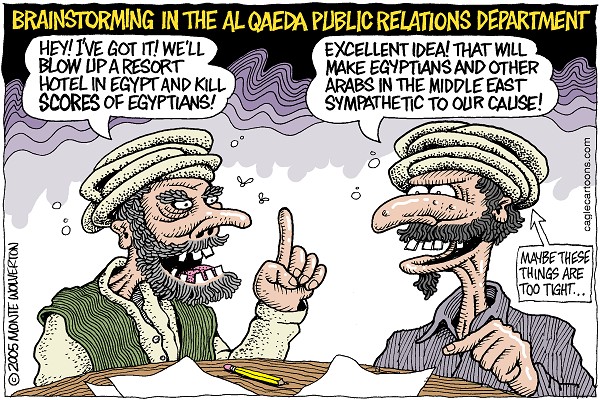 BRAINSTORMING IN THE AL QAEDA PUBLIC RELATIONS DEPARTMENT
HEY! I'VE GOT IT! WE'LL
BLOW UP A RESORT
HOTEL IN EGYPT AND KILL
SCORES OF EGYPTIANS!
EXCELLENT IDEA! THAT WILL
MAKE EGYPTIANS AND OTHER
ARABS IN THE MIDDLE EAST
SYMPATHETIC TO OUR CAUSE!
MAYBE THESE
THINGS ARE
TOO TIGHT...
caglecartoons.com
© 2005 MONTE WOLVERTON